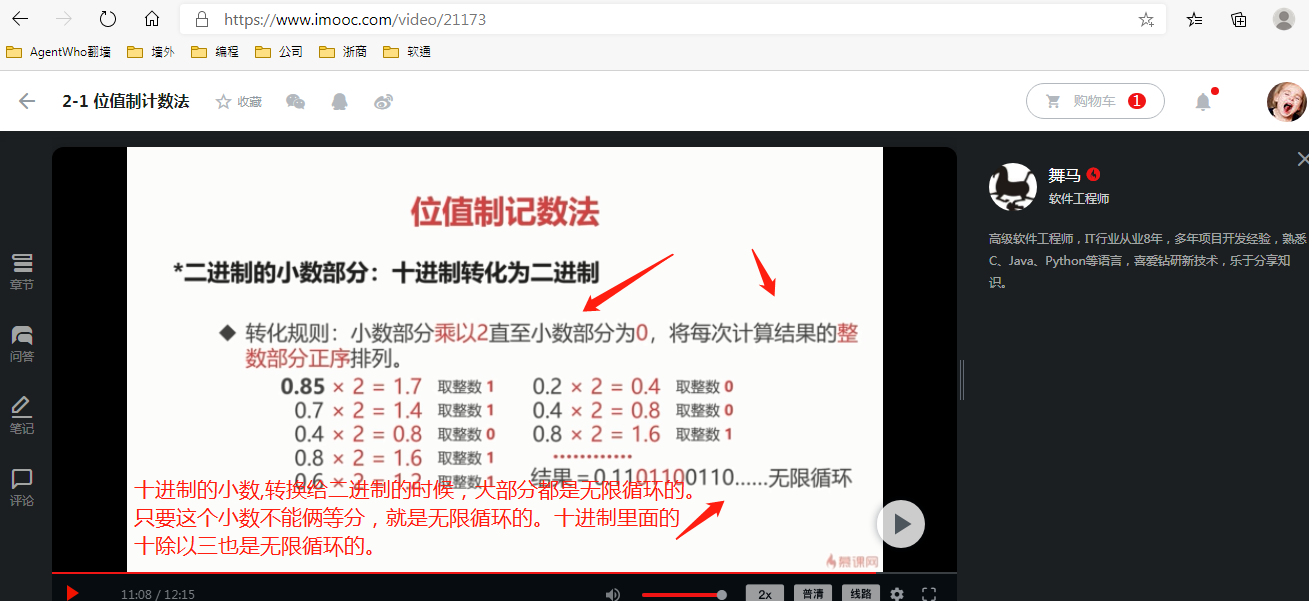 https://www.imooc.com/video/21173
AgentWho翻墙 墙外 编程 公司 浙商 软通
2-1 位值制计数法 收藏 购物车 1
舞马
软件工程师
高级软件工程师，IT行业从业8年，多年项目开发经验，熟悉
C、Java、Python等语言，喜爱钻研新技术，乐于分享知
识。
章节
问答
笔记
评论
位值制记数法
*二进制的小数部分：十进制转化为二进制
◆ 转化规则：小数部分乘以2直至小数部分为0，将每次计算结果的整
数部分正序排列。
0.85 × 2 = 1.7 取整数 1 0.2 × 2 = 0.4 取整数 0
0.7 × 2 = 1.4 取整数 1 0.4 × 2 = 0.8 取整数 0
0.4 × 2 = 0.8 取整数 0 0.8 × 2 = 1.6 取整数 1
0.8 × 2 = 1.6 取整数 1 …………
0.6 × 2 = 1.2 取整数 1 结果＝0.1101100110……无限循环
十进制的小数,转换给二进制的时候，大部分都是无限循环的。
只要这个小数不能俩等分，就是无限循环的。十进制里面的
十除以三也是无限循环的。
慕课网
11:08 / 12:15 2x 普清 线路